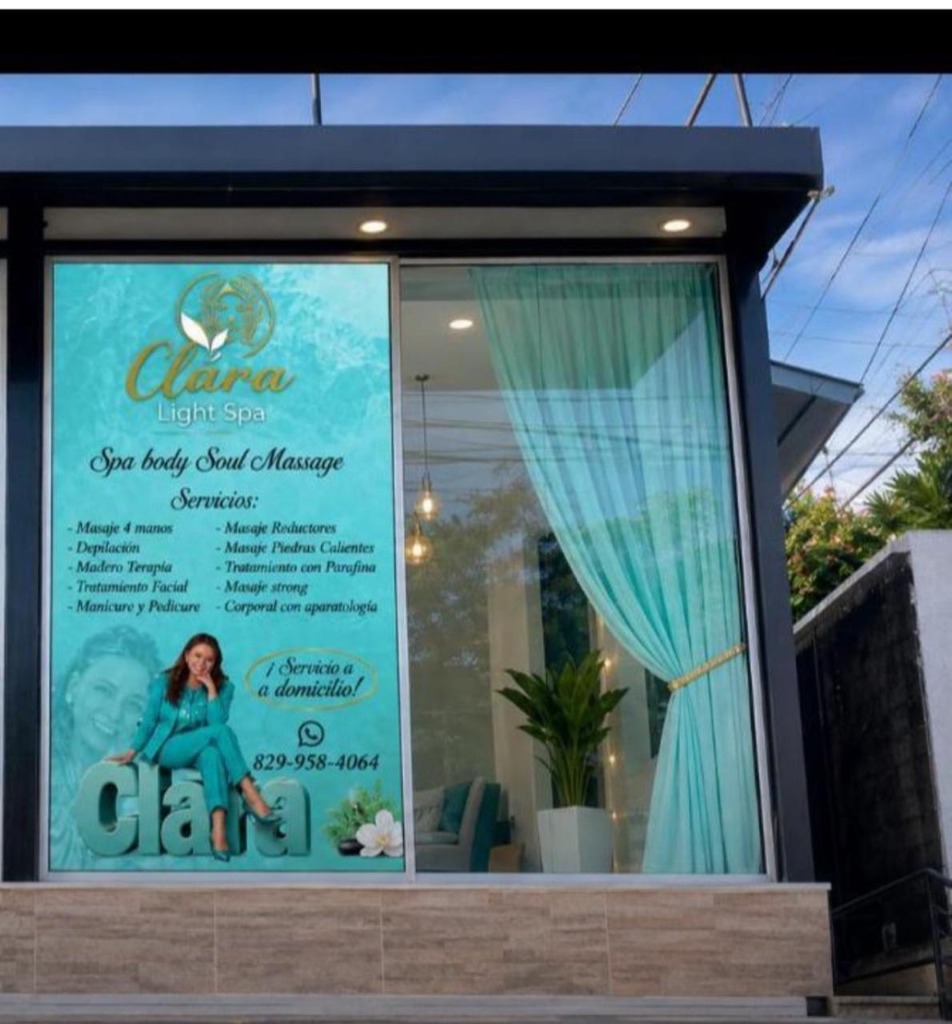 Clara
Light Spa
Spa body Soul Massage
Servicios:
- Masaje 4 manos
- Depilación
- Madero Terapia
- Tratamiento Facial
- Manicure y Pedicure
- Masaje Reductores
- Masaje Piedras Calientes
- Tratamiento con Parafina
- Masaje strong
- Corporal con aparatología
¡Servicio a
a domicilio!
829-958-4064
Clara